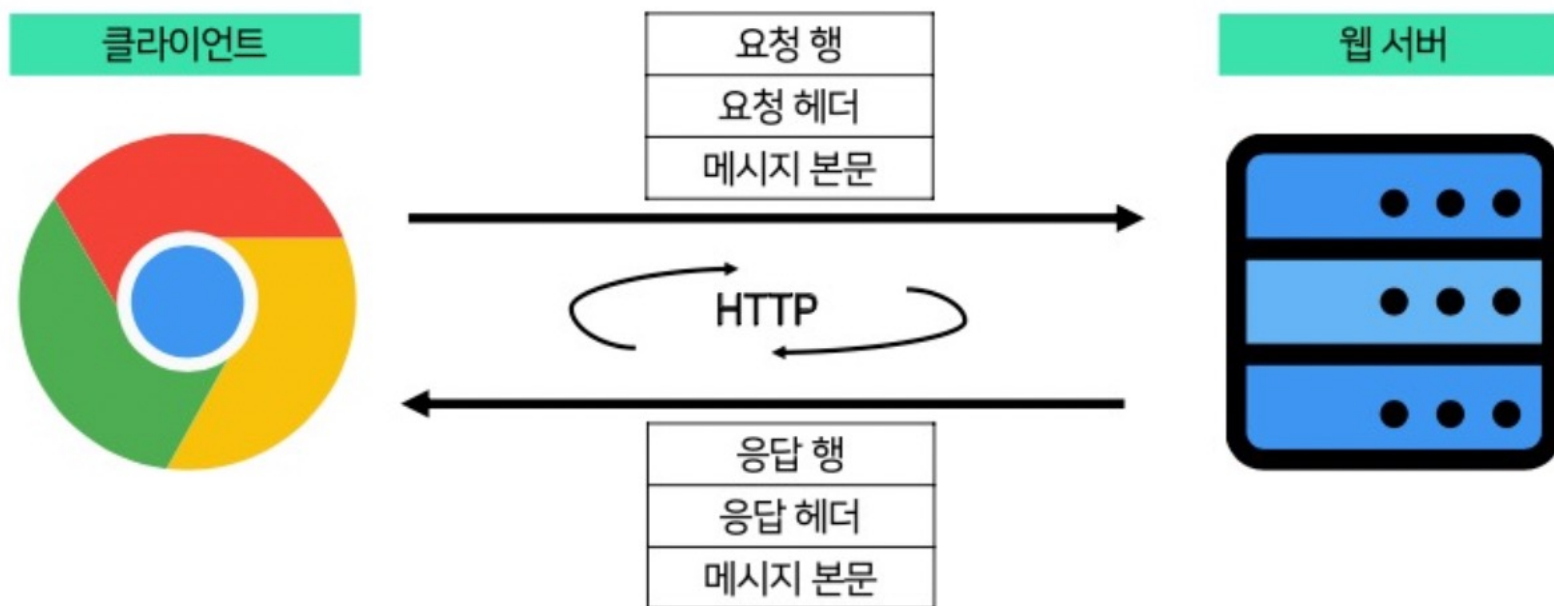 클라이언트
요청 행
요청 헤더
메시지 본문
웹 서버
HTTP
응답 행
응답 헤더
메시지 본문